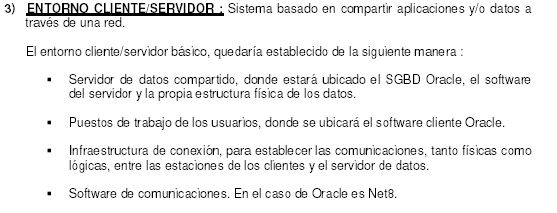 3) ENTORNO CLIENTE/SERVIDOR : Sistema basado en compartir aplicaciones y/o datos a
través de una red.
El entorno cliente/servidor básico, quedaría establecido de la siguiente manera :
▪ Servidor de datos compartido, donde estará ubicado el SGBD Oracle, el software
del servidor y la propia estructura física de los datos.
▪ Puestos de trabajo de los usuarios, donde se ubicará el software cliente Oracle.
▪ Infraestructura de conexión, para establecer las comunicaciones, tanto físicas como
lógicas, entre las estaciones de los clientes y el servidor de datos.
▪ Software de comunicaciones. En el caso de Oracle es Net8.